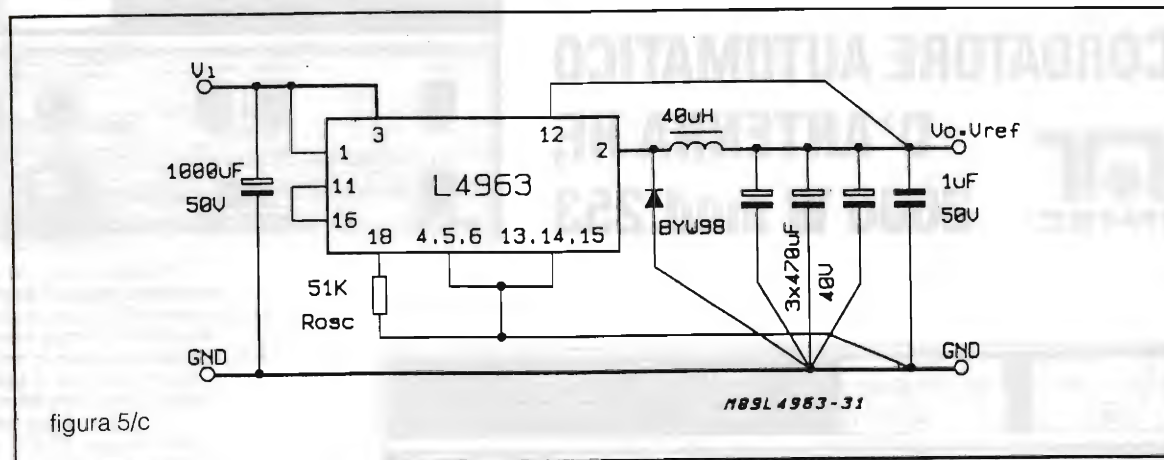 Vi
3
12
1
2
40uH
Vo.Vref
1000uF
50V
11
L4963
16
BYW98
1uF
50V
18
4.5.6
13.14.15
3x470uF
40V
51K
Rosc
GND
GND
M89L4963-31
figura 5/c